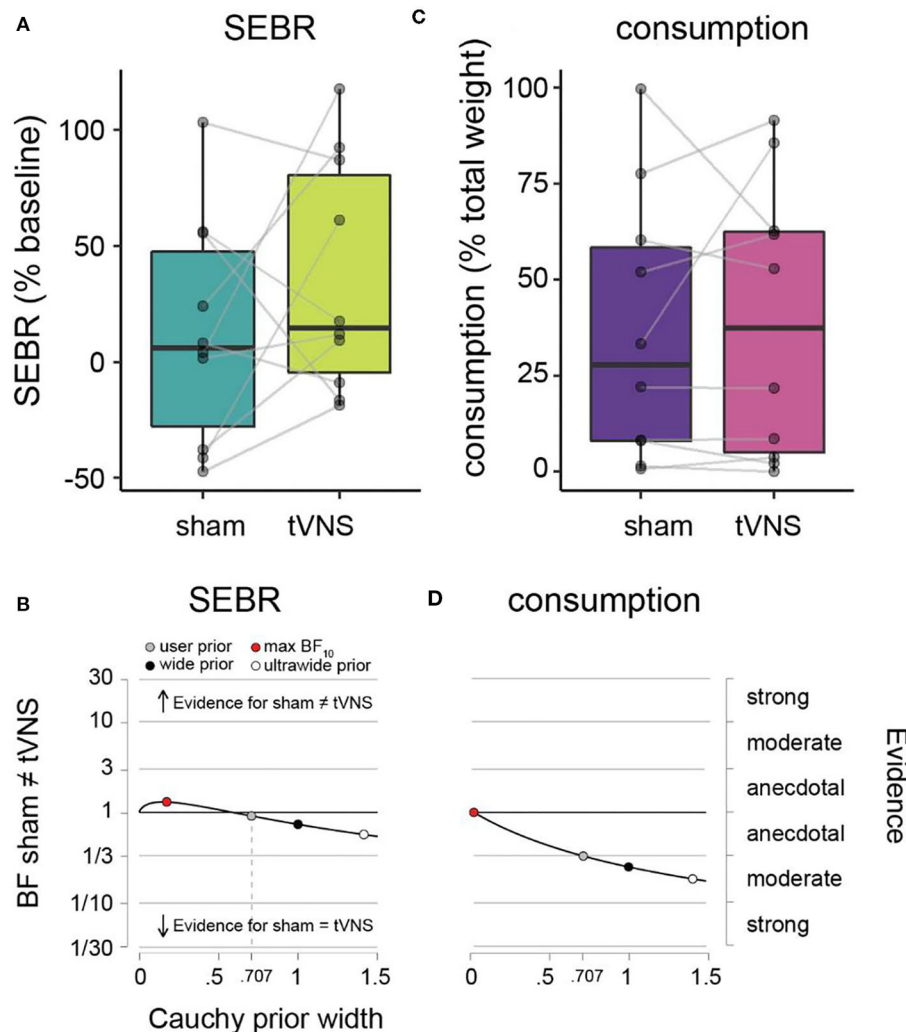 A
SEBR
SEBR (% baseline)
100
50
0
-50
sham
tVNS
C
consumption
consumption (% total weight)
100
75
50
25
0
sham
tVNS
B
SEBR
user prior
max BF10
wide prior
ultrawide prior
BF sham ≠ tVNS
30
10
3
1
1/3
1/10
1/30
↑ Evidence for sham ≠ tVNS
↓ Evidence for sham = tVNS
0
.5
.707
1
1.5
Cauchy prior width
D
consumption
strong
moderate
anecdotal
anecdotal
moderate
strong
Evidence
0
.5
.707
1
1.5